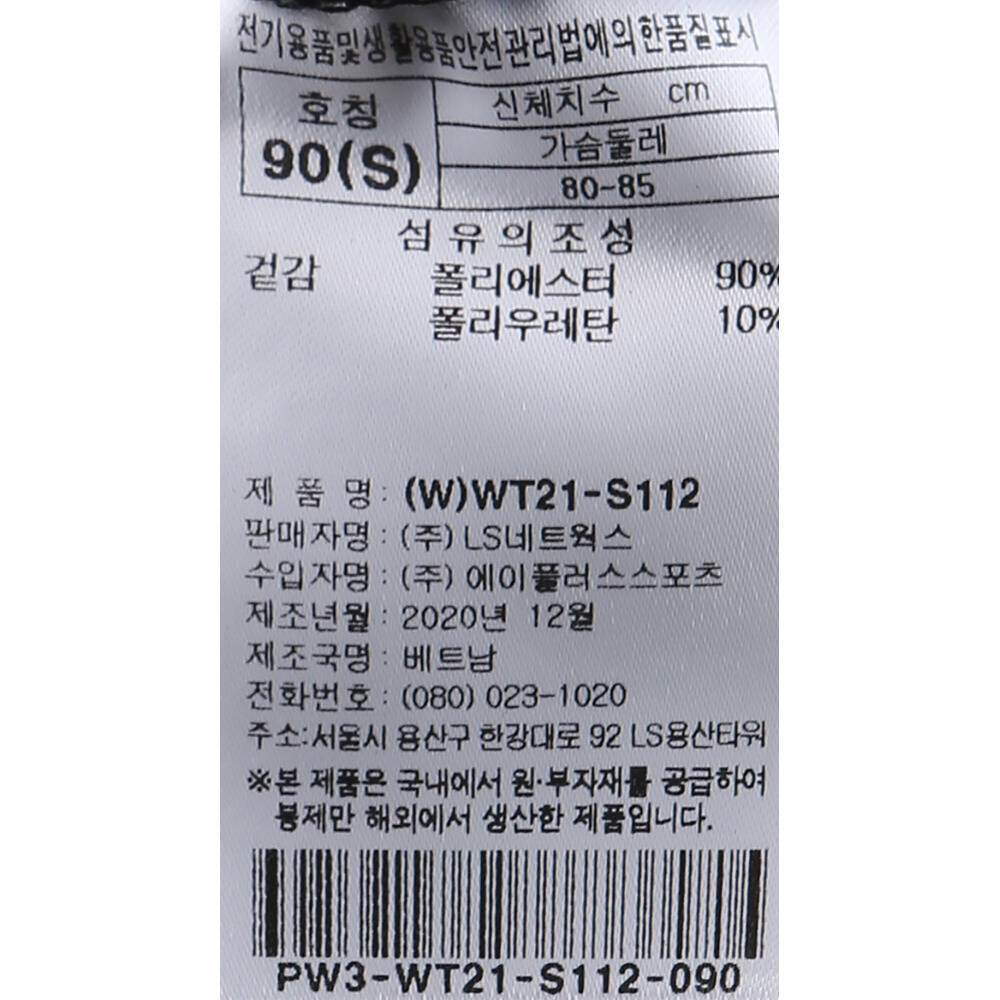 전기용품및생활용품안전관리법에의한품질표시
호칭 신체치수 cm
90(S) 가슴둘레
80-85
섬유의조성
겉감 폴리에스터 90%
폴리우레탄 10%
제 품 명 : (W)WT21-S112
판매자명 : (주) LS네트웍스
수입자명 : (주) 에이플러스스포츠
제조년월 : 2020년 12월
제조국명 : 베트남
전화번호 : (080) 023-1020
주소:서울시 용산구 한강대로 92 LS용산타워
※본 제품은 국내에서 원·부자재를 공급하여
봉제만 해외에서 생산한 제품입니다.
PW3-WT21-S112-090